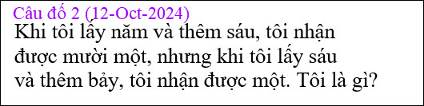 Câu đố 2 (12-Oct-2024)
Khi tôi lấy năm và thêm sáu, tôi nhận
được mười một, nhưng khi tôi lấy sáu
và thêm bảy, tôi nhận được một. Tôi là gì?